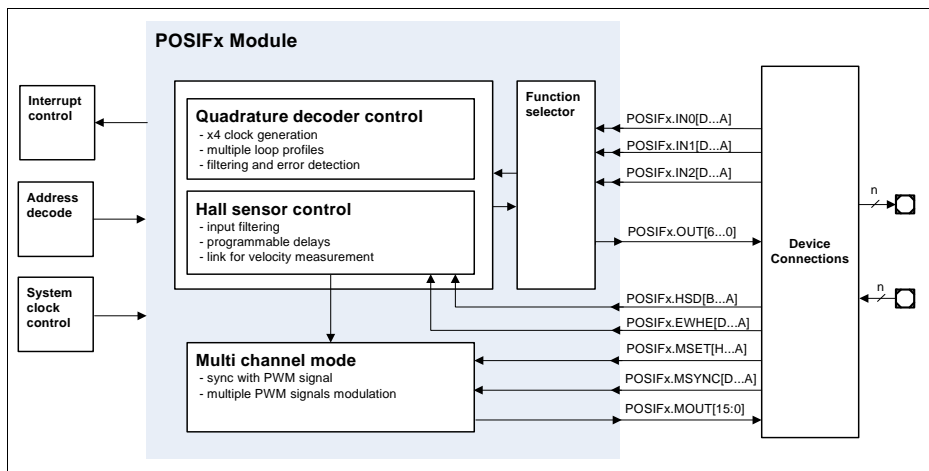 POSIFx Module
Interrupt
control
Address
decode
System
clock
control
Quadrature decoder control
- x4 clock generation
- multiple loop profiles
- filtering and error detection
Hall sensor control
- input filtering
- programmable delays
- link for velocity measurement
Function
selector
Multi channel mode
- sync with PWM signal
- multiple PWM signals modulation
POSIFx.IN0[D...A]
POSIFx.IN1[D...A]
POSIFx.IN2[D...A]
POSIFx.OUT[6...0]
POSIFx.HSD[B...A]
POSIFx.EWHE[D...A]
POSIFx.MSET[H...A]
POSIFx.MSYNC[D...A]
POSIFx.MOUT[15:0]
Device
Connections
n
n